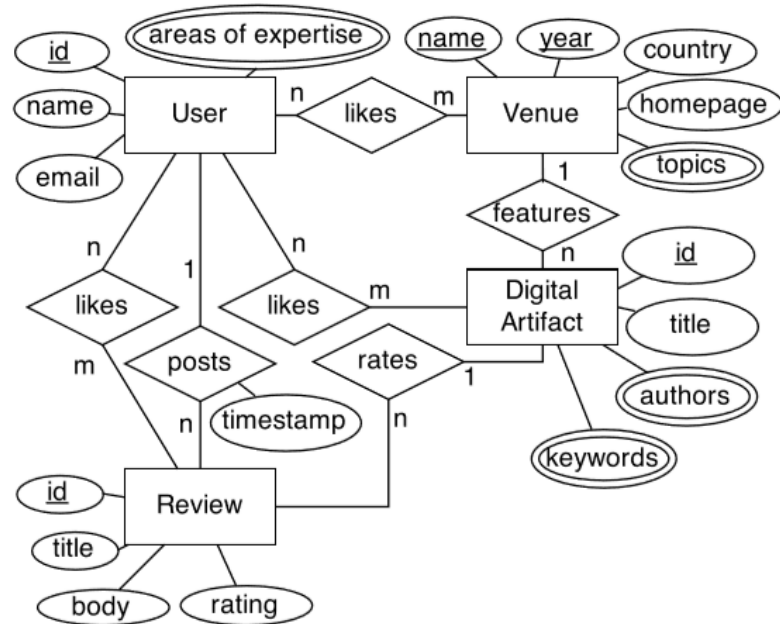 areas of expertise
id
name
year
country
name
User
n
likes
m
Venue
homepage
email
topics
1
features
n
n
1
n
id
likes
likes
m
Digital
Artifact
title
m
posts
rates
1
authors
timestamp
n
n
keywords
id
Review
title
body
rating